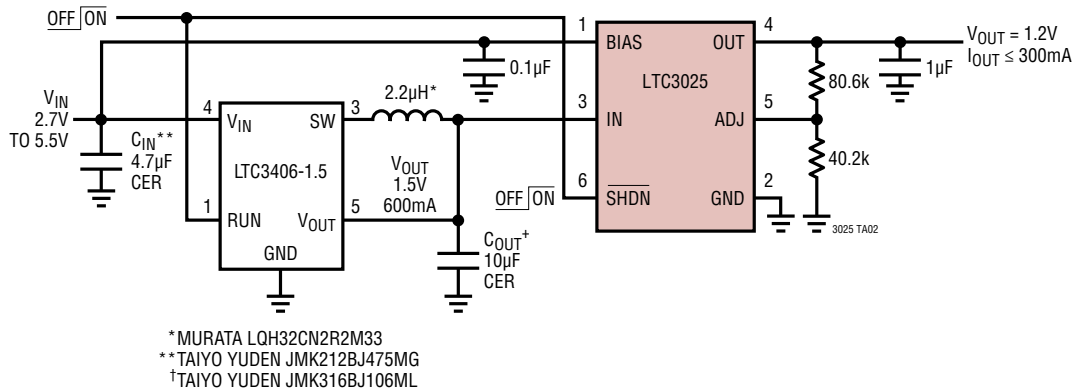 OFF ON
1
BIAS
OUT
4
VOUT = 1.2V
IOUT ≤ 300mA
0.1µF
LTC3025
80.6k
1µF
VIN
2.7V
TO 5.5V
4
VIN
SW
3
2.2µH*
3
IN
ADJ
5
CIN**
4.7µF
CER
LTC3406-1.5
VOUT
1.5V
600mA
40.2k
OFF ON
6
SHDN
GND
2
1
RUN
VOUT
5
3025 TA02
GND
COUT†
10µF
CER
*MURATA LQH32CN2R2M33
**TAIYO YUDEN JMK212BJ475MG
†TAIYO YUDEN JMK316BJ106ML